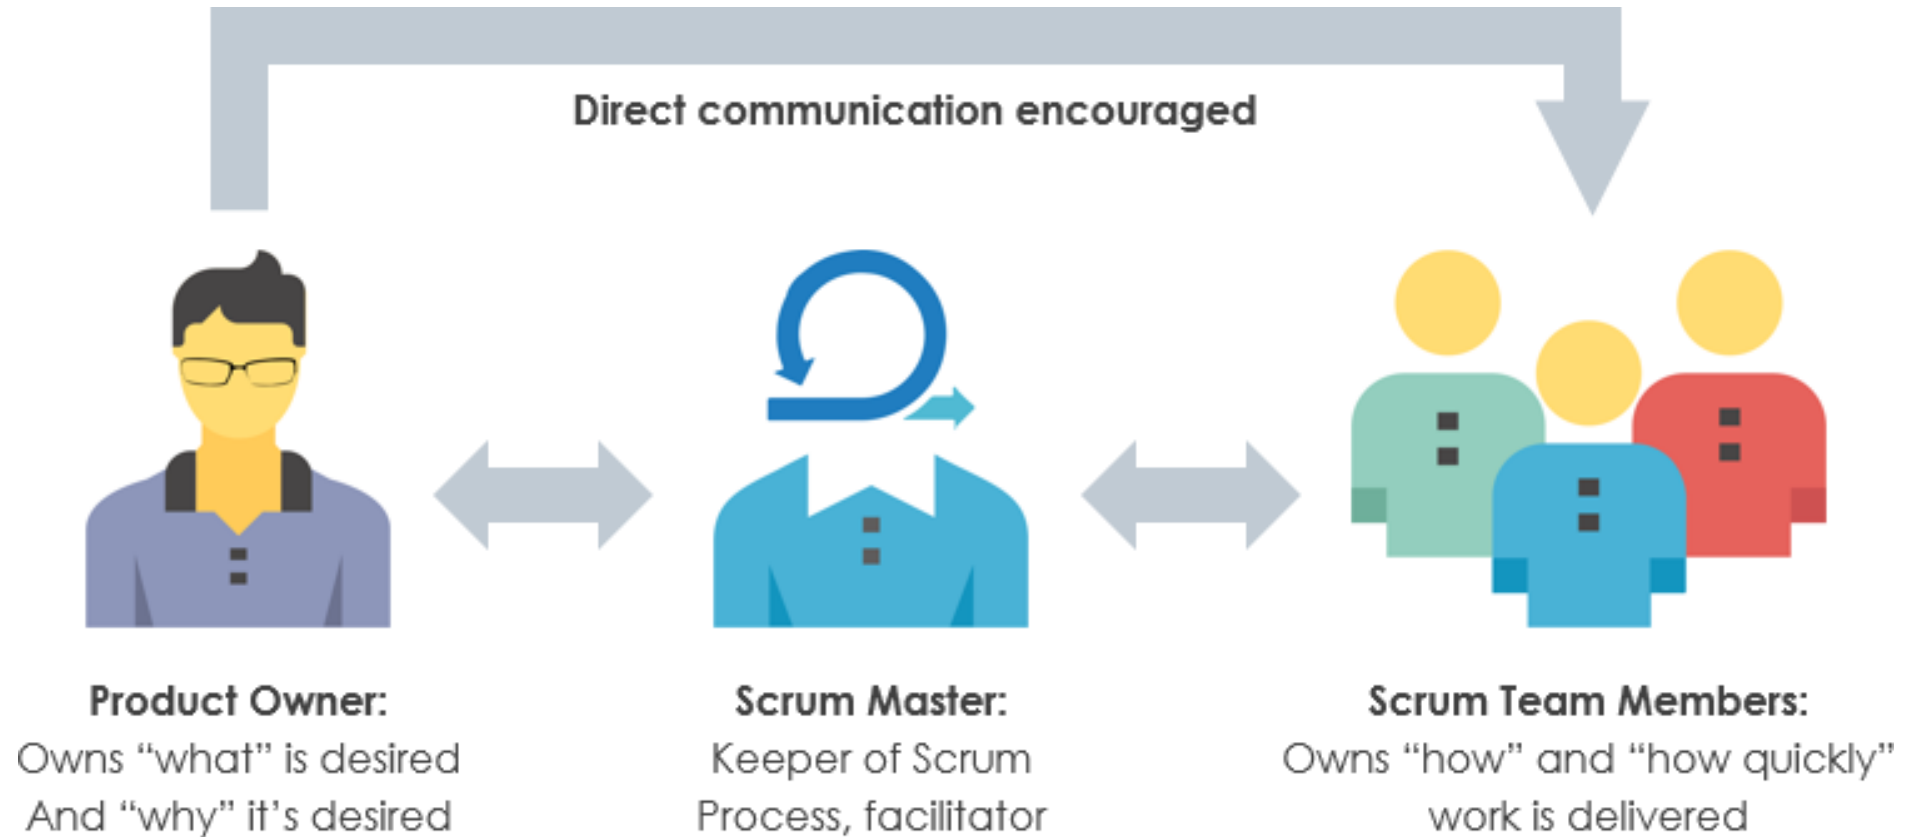 Direct communication encouraged
Product Owner:
Owns “what” is desired
And “why” it’s desired
Scrum Master:
Keeper of Scrum
Process, facilitator
Scrum Team Members:
Owns “how” and “how quickly”
work is delivered